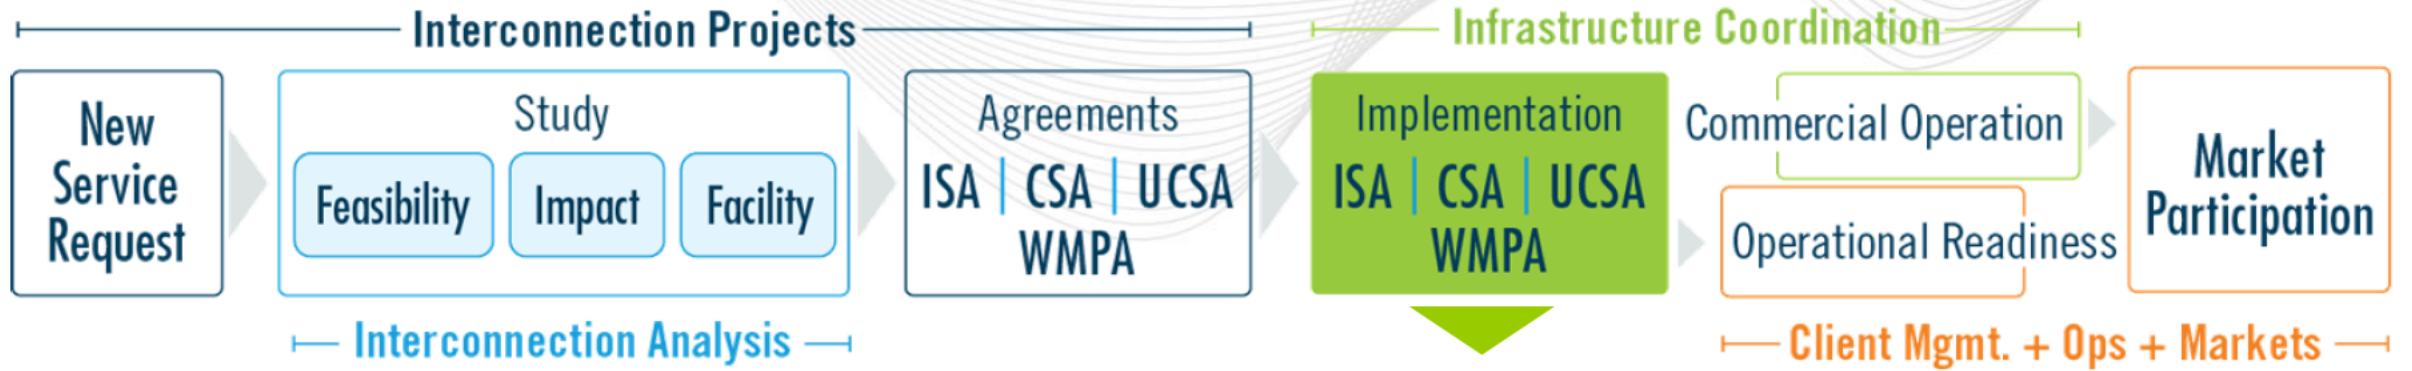 Interconnection Projects
Infrastructure Coordination
New
Service
Request
Study
Feasibility
Impact
Facility
Agreements
ISA | CSA | UCSA
WMPA
Implementation
ISA | CSA | UCSA
WMPA
Commercial Operation
Operational Readiness
Market
Participation
Interconnection Analysis
Client Mgmt. + Ops + Markets